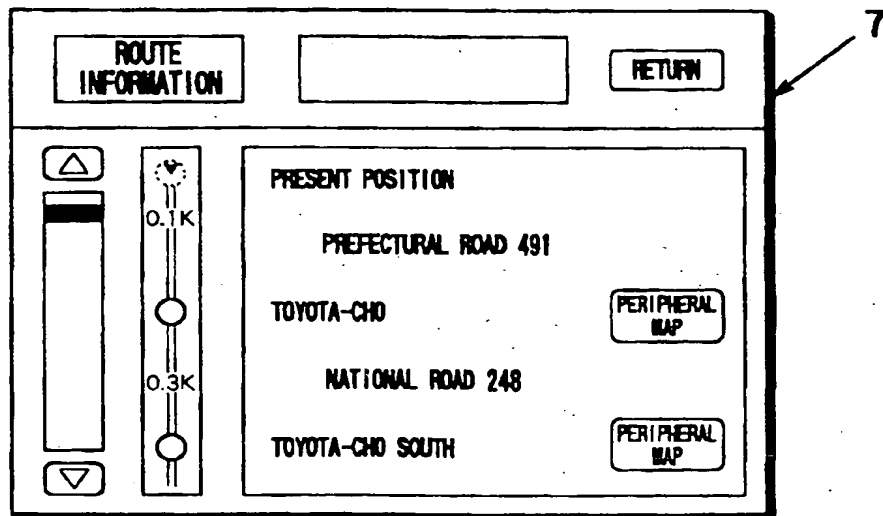 7
ROUTE
INFORMATION
RETURN
PRESENT POSITION
0.1K
PREFECTURAL ROAD 491
TOYOTA-CHO
PERIPHERAL
MAP
0.3K
NATIONAL ROAD 248
TOYOTA-CHO SOUTH
PERIPHERAL
MAP